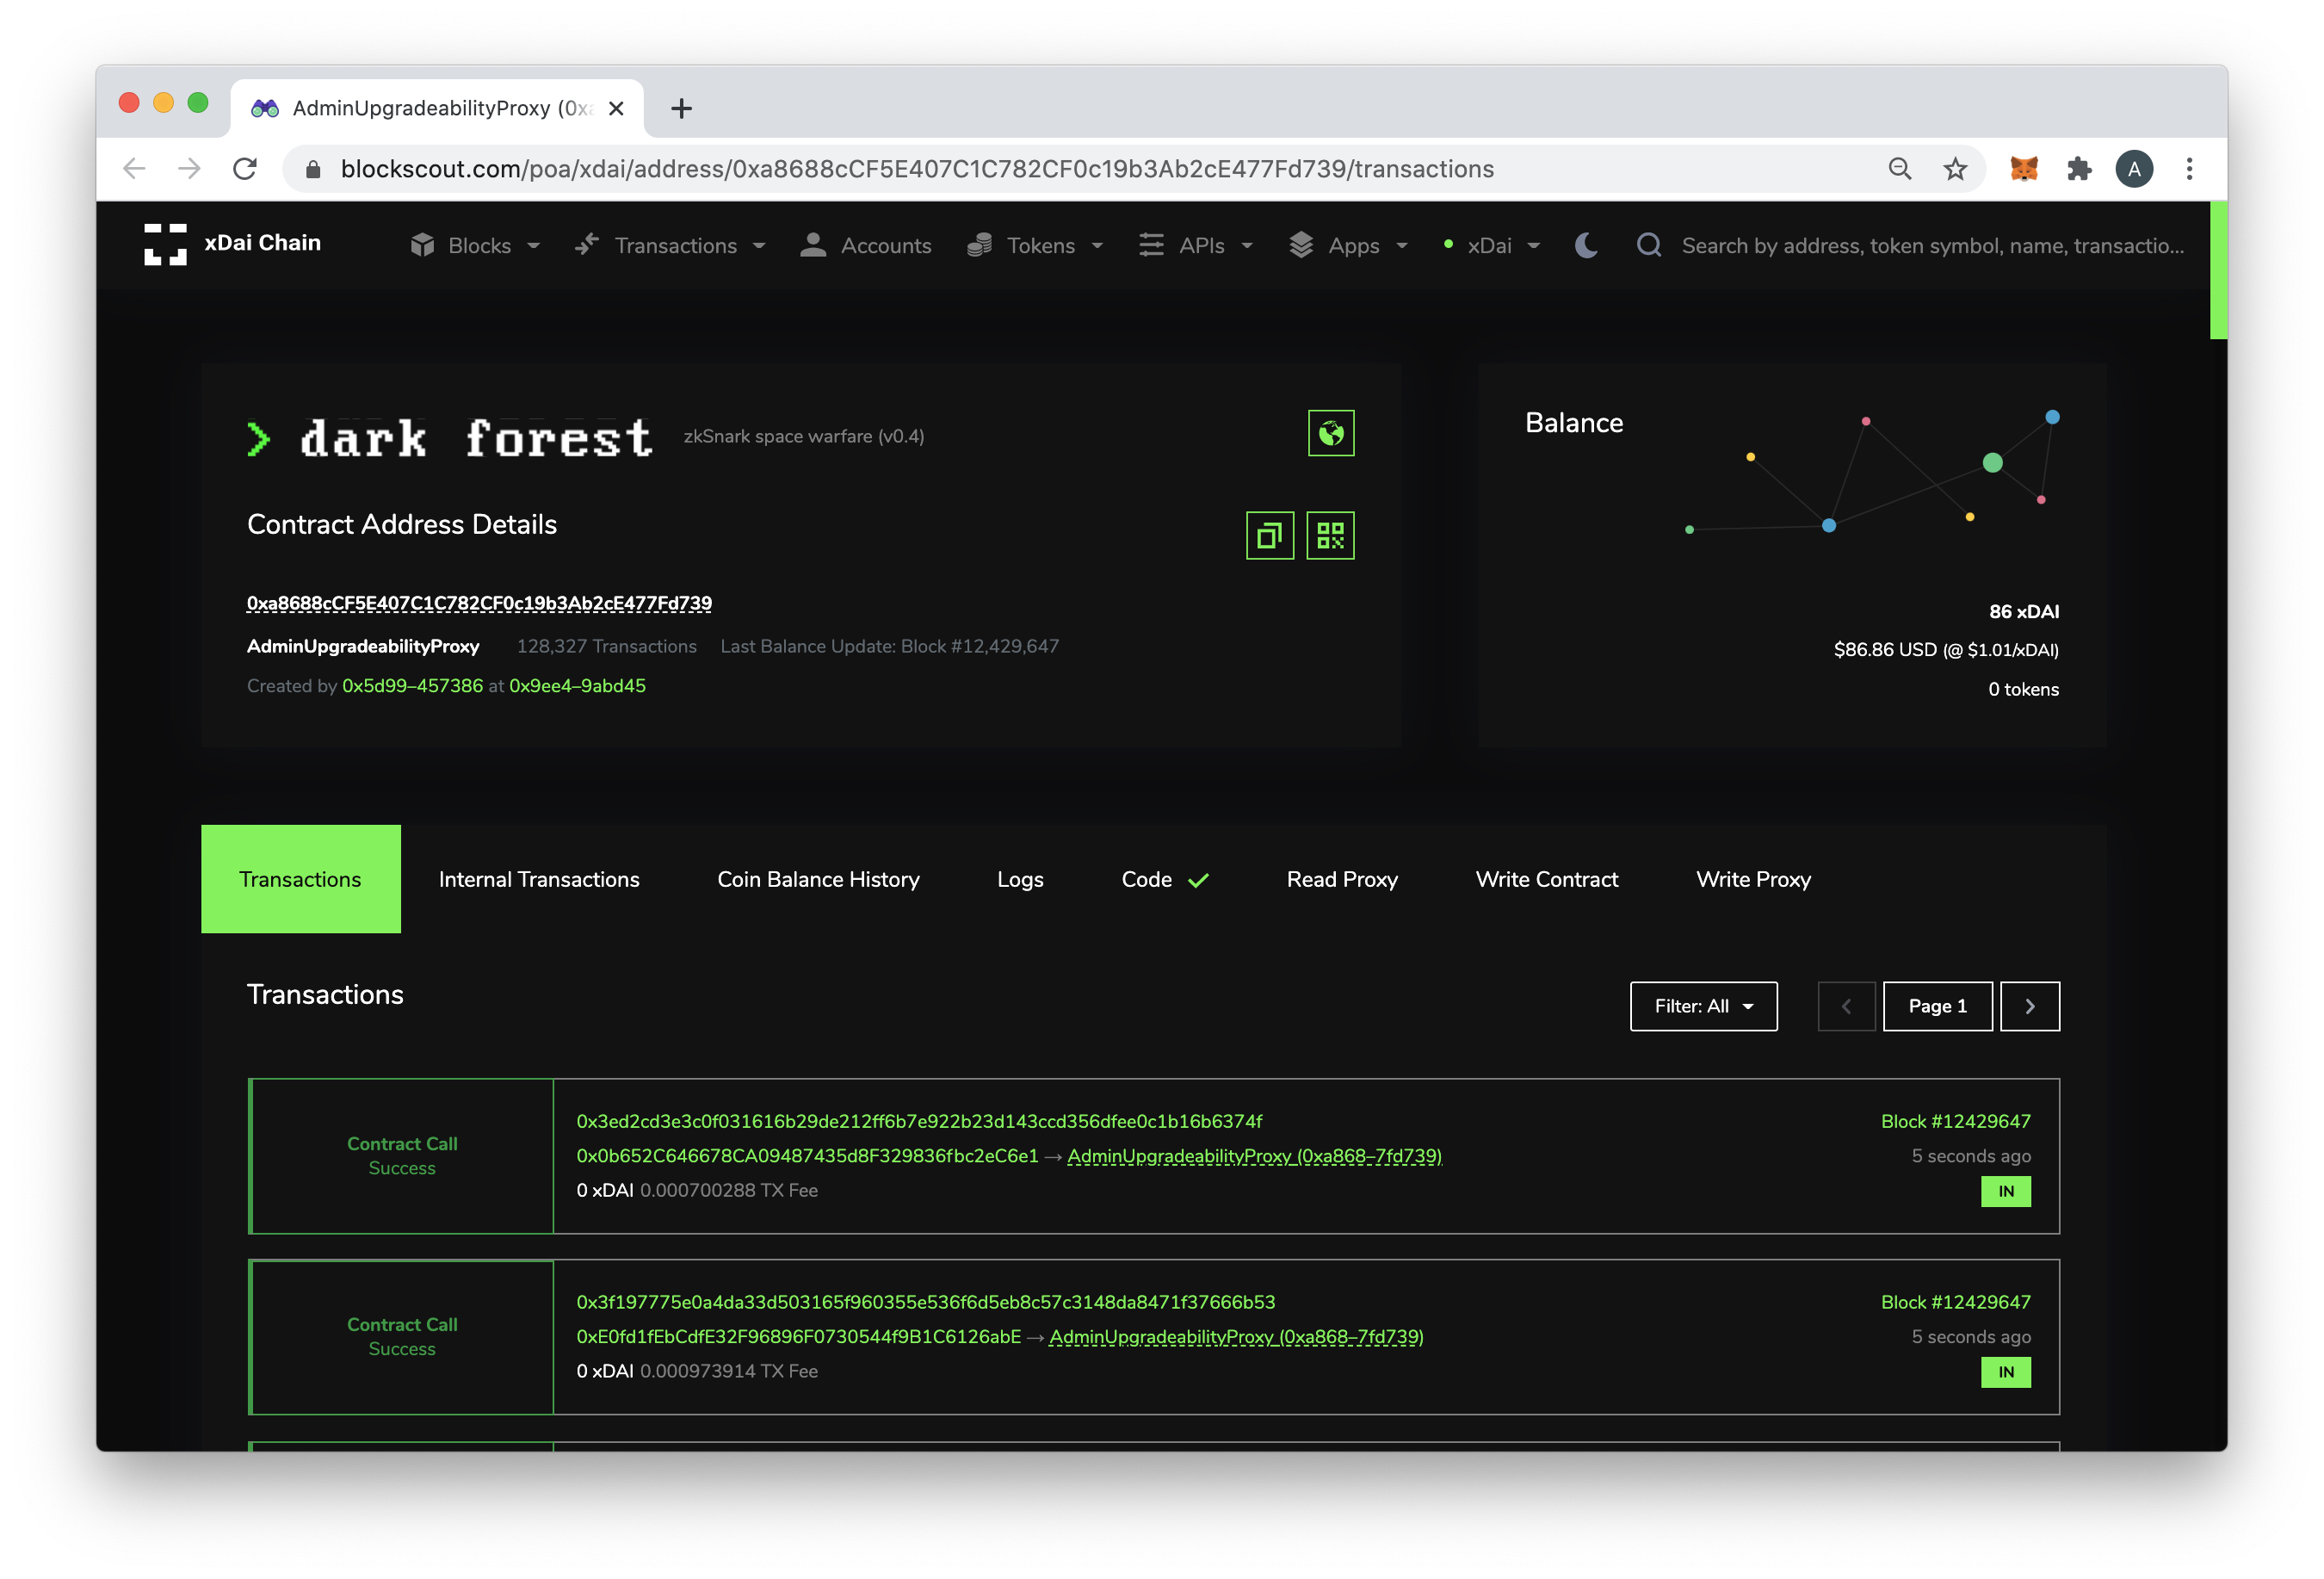 AdminUpgradeabilityProxy (0xa
blockscout.com/poa/xdai/address/0xa8688cCF5E407C1C782CF0c19b3Ab2cE477Fd739/transactions
A
xDai Chain
Blocks
Transactions
Accounts
Tokens
APIs
Apps
xDai
Search by address, token symbol, name, transactio...
> dark forest
zkSnark space warfare (v0.4)
Contract Address Details
0xa8688cCF5E407C1C782CF0c19b3Ab2cE477Fd739
AdminUpgradeabilityProxy 128,327 Transactions Last Balance Update: Block #12,429,647
Created by 0x5d99–457386 at 0x9ee4–9abd45
Balance
86 xDAI
$86.86 USD (@ $1.01/xDAI)
0 tokens
Transactions
Internal Transactions
Coin Balance History
Logs
Code
Read Proxy
Write Contract
Write Proxy
Transactions
Filter: All
Page 1
Contract Call
Success
0x3ed2cd3e3c0f031616b29de212ff6b7e922b23d143ccd356dfee0c1b16b6374f
0x0b652C646678CA09487435d8F329836fbc2eC6e1 → AdminUpgradeabilityProxy (0xa868–7fd739)
0 xDAI 0.000700288 TX Fee
Block #12429647
5 seconds ago
IN
Contract Call
Success
0x3f197775e0a4da33d503165f960355e536f6d5eb8c57c3148da8471f37666b53
0xE0fd1fEbCdfE32F96896F0730544f9B1C6126abE → AdminUpgradeabilityProxy (0xa868–7fd739)
0 xDAI 0.000973914 TX Fee
Block #12429647
5 seconds ago
IN